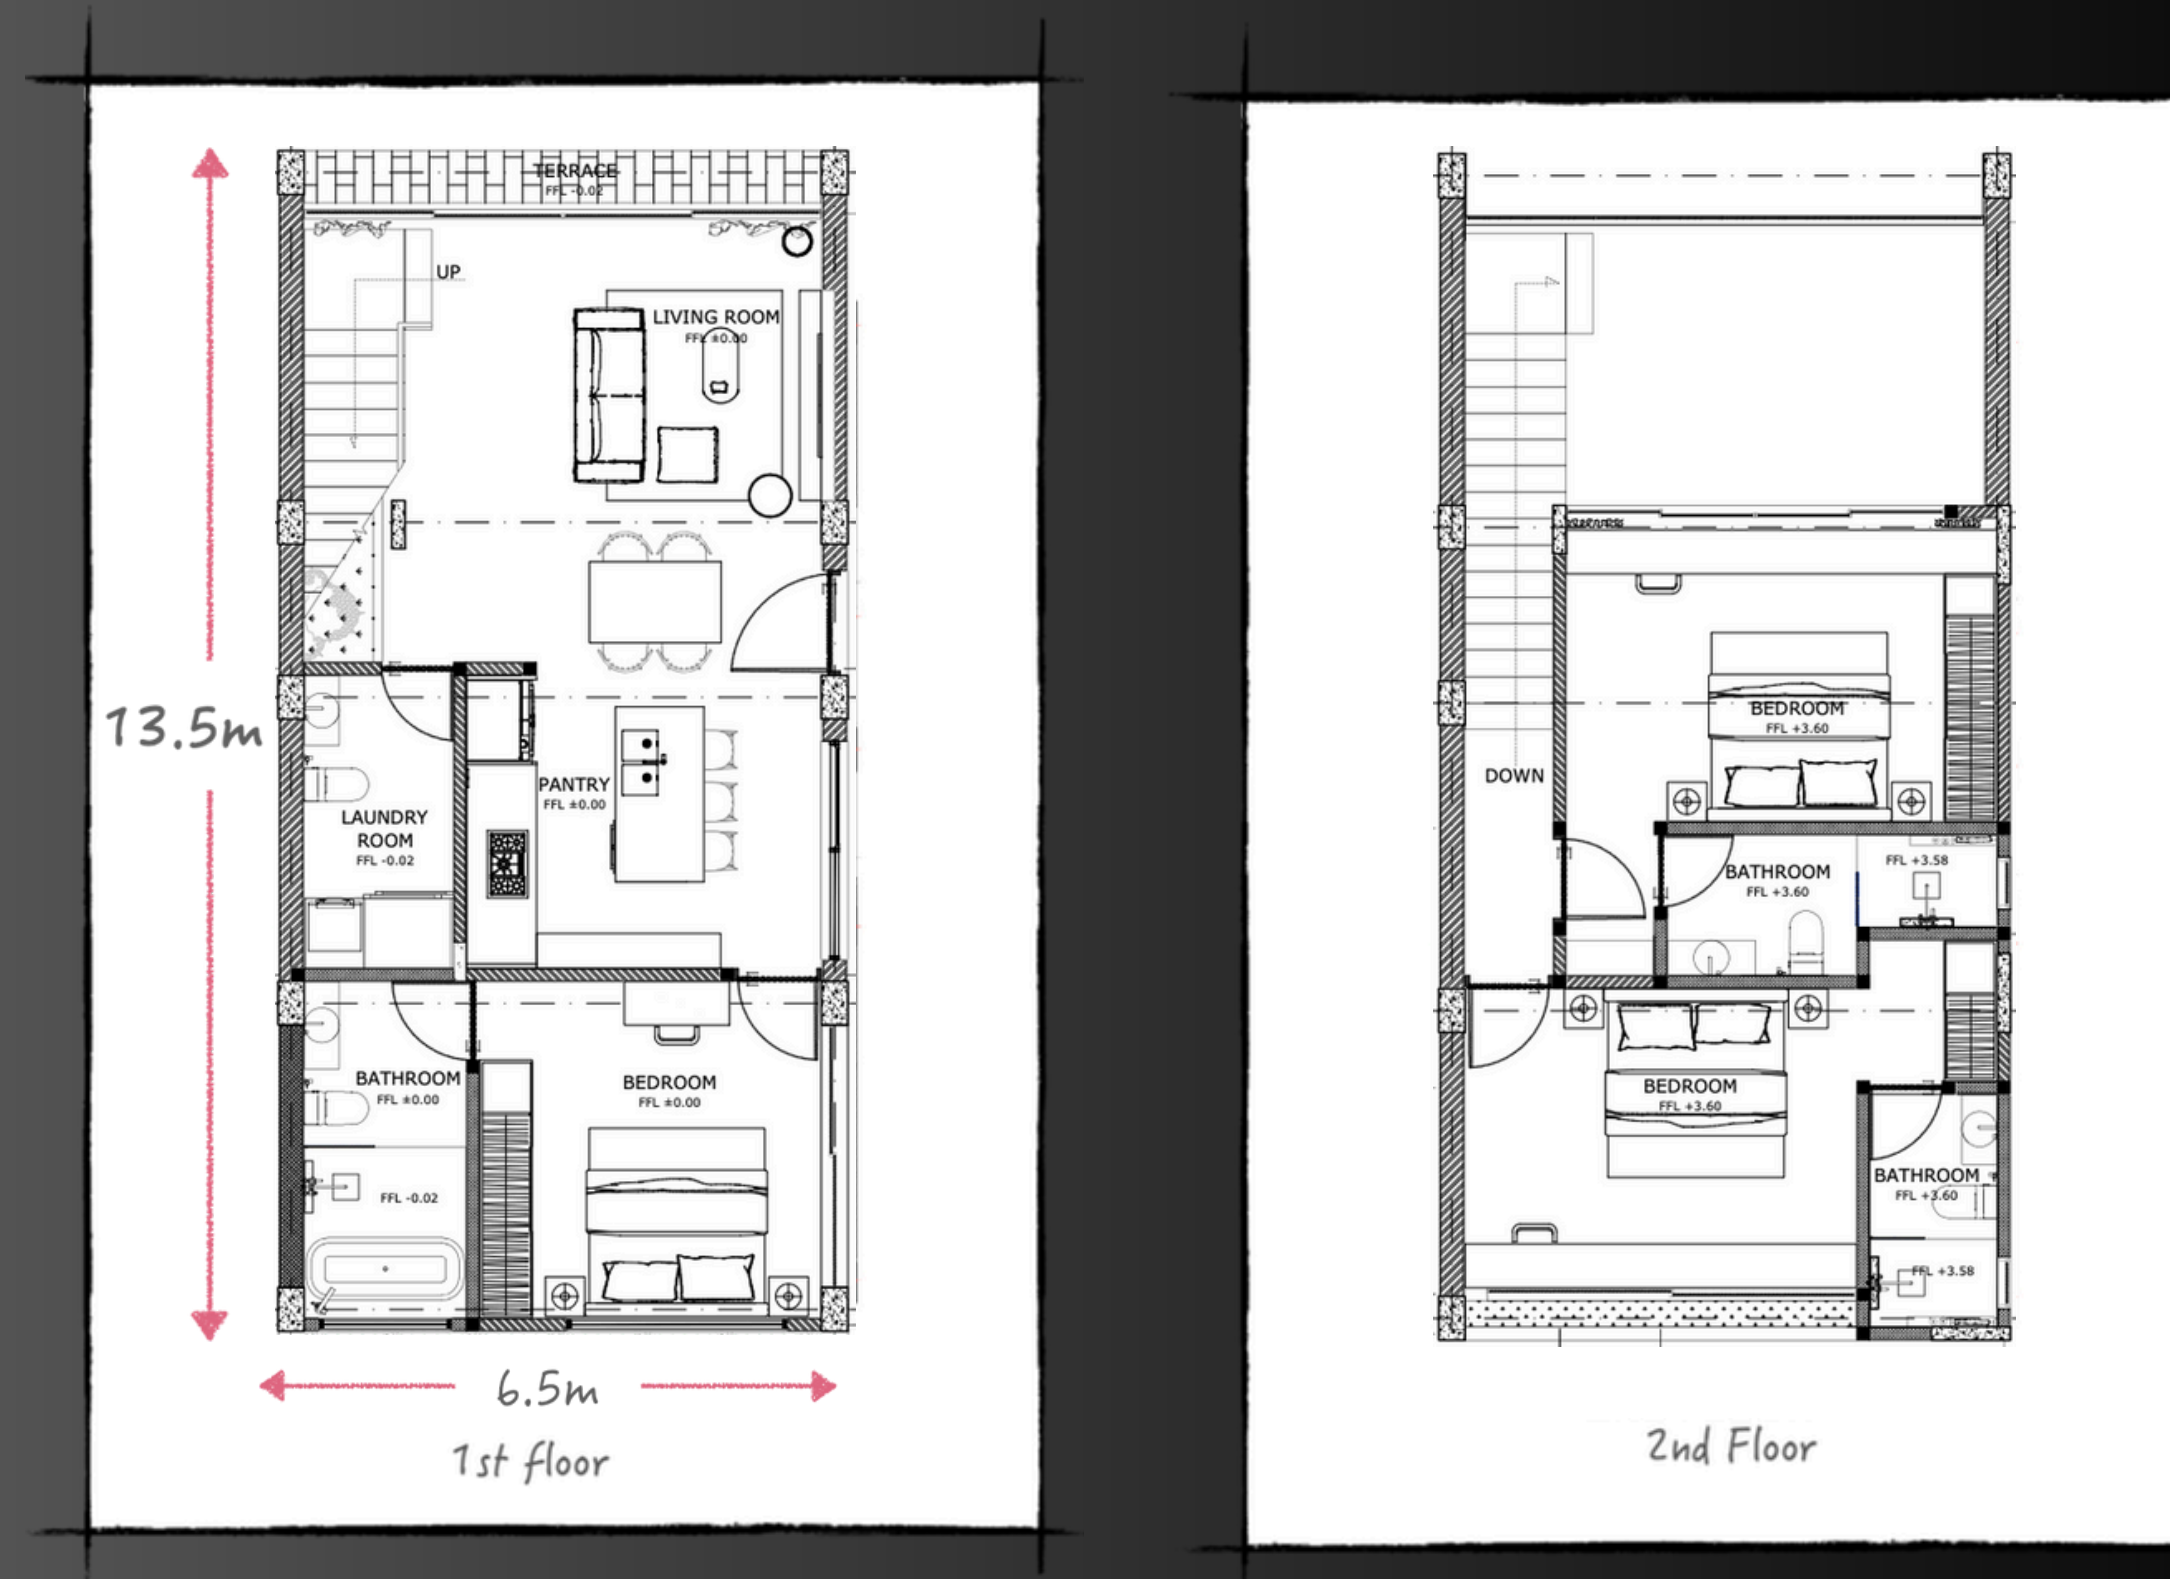 TERRACE
FFL -0.02
UP
LIVING ROOM
FFL ±0.00
13.5m
PANTRY
FFL ±0.00
LAUNDRY
ROOM
FFL -0.02
BATHROOM
FFL ±0.00
BEDROOM
FFL ±0.00
FFL -0.02
6.5m
1st floor
BEDROOM
FFL +3.60
DOWN
BATHROOM
FFL +3.60
FFL +3.58
BEDROOM
FFL +3.60
BATHROOM
FFL +3.60
FFL +3.58
2nd Floor